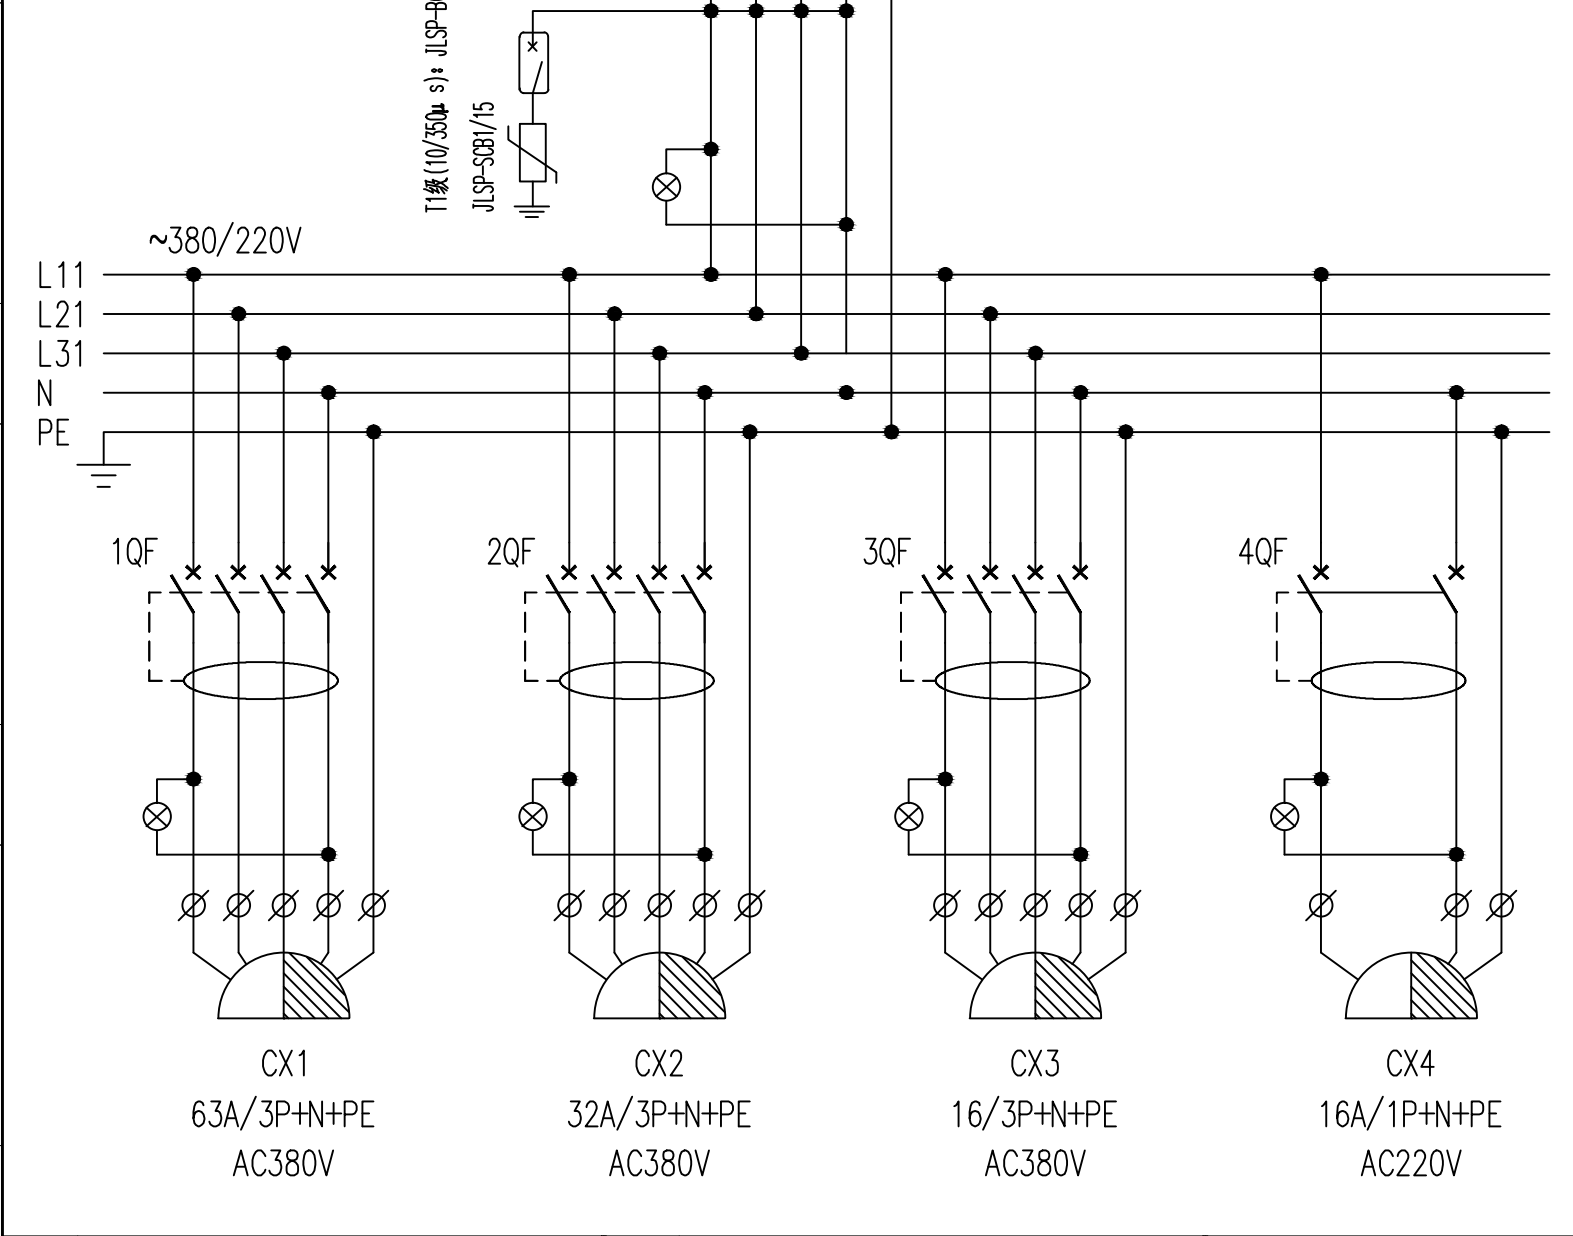 T1级(10/350μ s): JLSP-B
JLSP-SCB1/15
~380/220V
L11
L21
L31
N
PE
1QF
2QF
3QF
4QF
CX1
63A/3P+N+PE
AC380V
CX2
32A/3P+N+PE
AC380V
CX3
16/3P+N+PE
AC380V
CX4
16A/1P+N+PE
AC220V